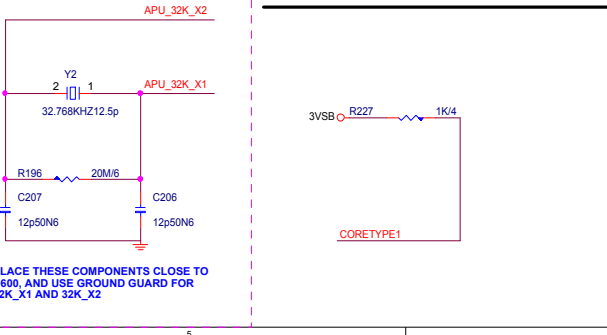 APU_32K_X2
Y2
2 1
APU_32K_X1
32.768KHZ12.5p
R196 20M/6
C207
C206
12p50N6
12p50N6
LACE THESE COMPONENTS CLOSE TO
600, AND USE GROUND GUARD FOR
2K_X1 AND 32K_X2
3VSB R227 1K/4
CORETYPE1
5